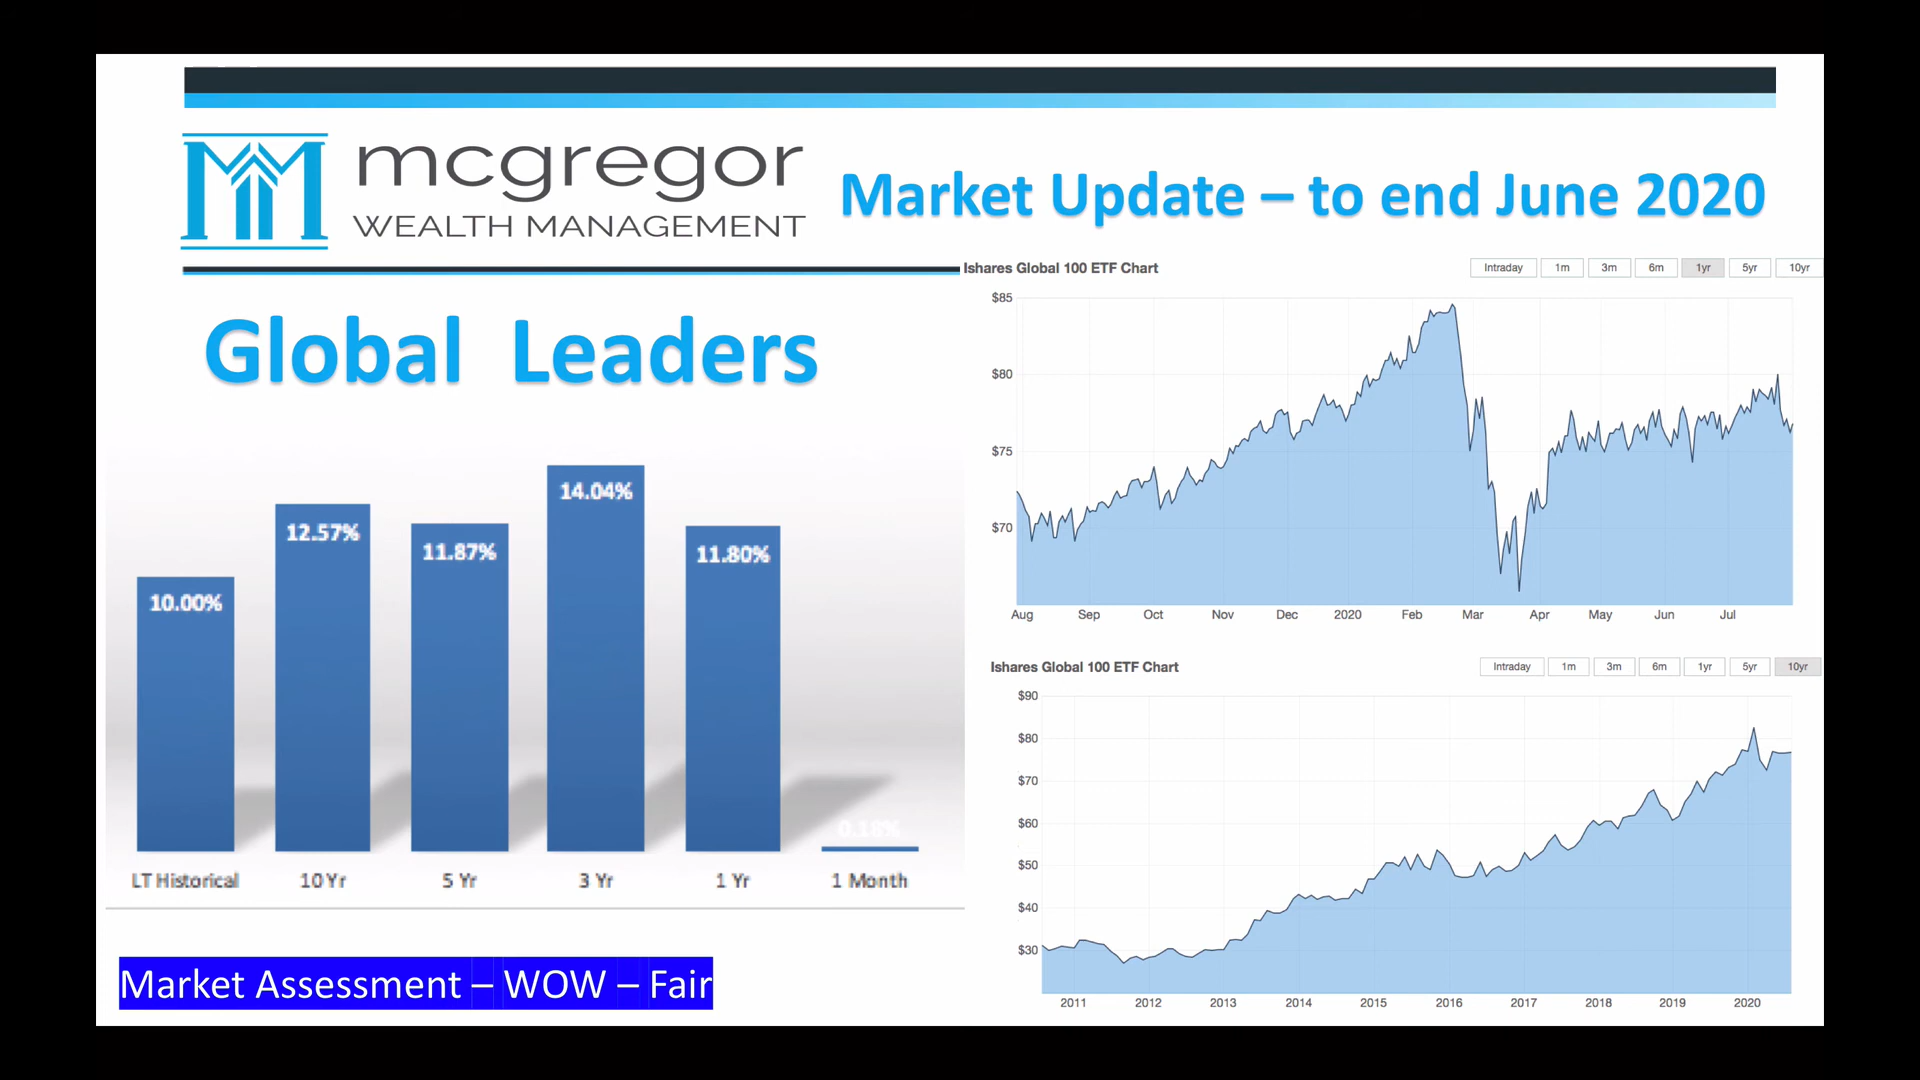 mcgregor
WEALTH MANAGEMENT
Market Update – to end June 2020
Global Leaders
10.00%
12.57%
11.87%
14.04%
11.80%
0.18%
LT Historical 10 Yr 5 Yr 3 Yr 1 Yr 1 Month
Market Assessment – WOW – Fair
Ishares Global 100 ETF Chart
Intraday 1m 3m 6m 1yr 5yr 10yr
$85
$80
$75
$70
Aug Sep Oct Nov Dec 2020 Feb Mar Apr May Jun Jul
Ishares Global 100 ETF Chart
Intraday 1m 3m 6m 1yr 5yr 10yr
$90
$80
$70
$60
$50
$40
$30
2011 2012 2013 2014 2015 2016 2017 2018 2019 2020